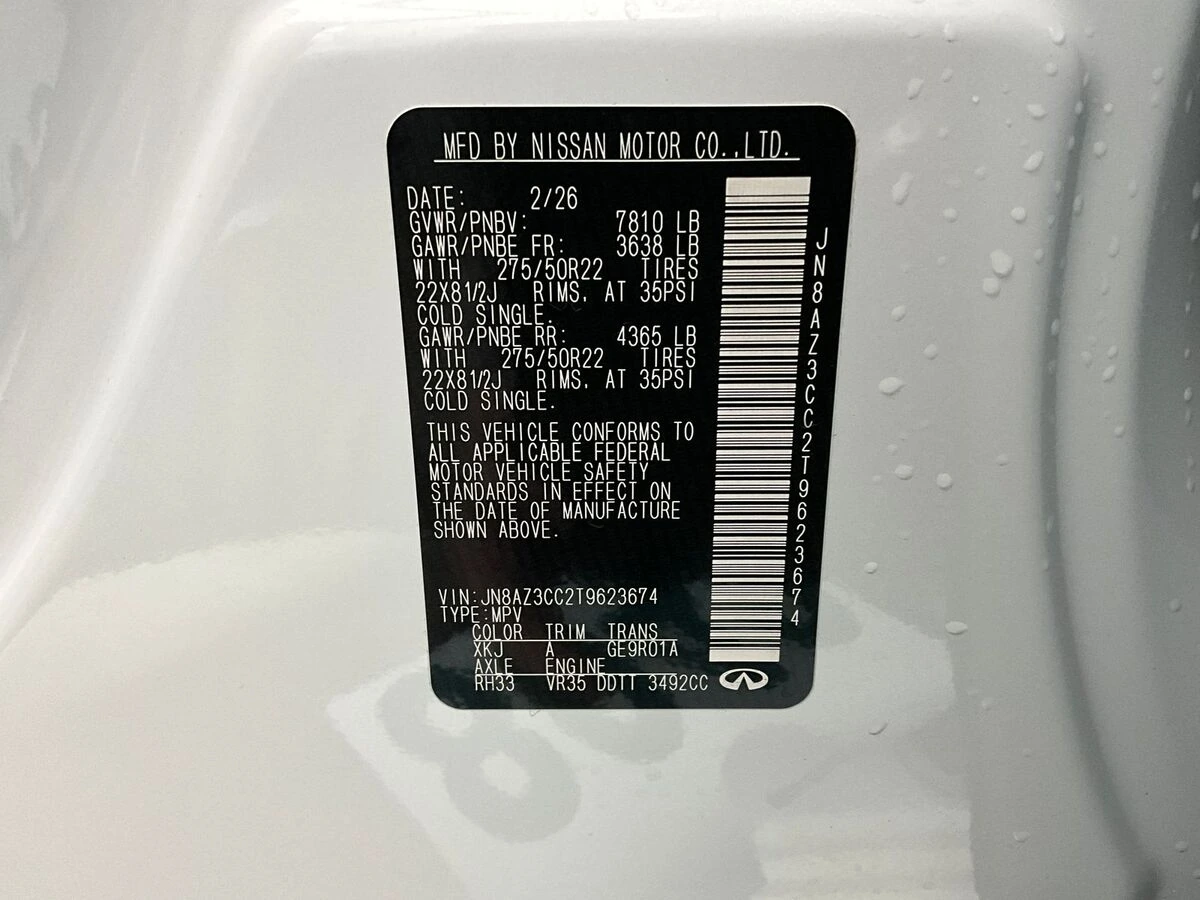 MFD BY NISSAN MOTOR CO.,LTD.
DATE: 2/26
GVWR/PNBV: 7810 LB
GAWR/PNBE FR: 3638 LB
WITH 275/50R22 TIRES
22X81/2J RIMS. AT 35PSI
COLD SINGLE.
GAWR/PNBE RR: 4365 LB
WITH 275/50R22 TIRES
22X81/2J RIMS. AT 35PSI
COLD SINGLE.
THIS VEHICLE CONFORMS TO
ALL APPLICABLE FEDERAL
MOTOR VEHICLE SAFETY
STANDARDS IN EFFECT ON
THE DATE OF MANUFACTURE
SHOWN ABOVE.
VIN:JN8AZ3CC2T9623674
TYPE:MPV
COLOR TRIM TRANS
XKJ A GE9R01A
AXLE ENGINE
RH33 VR35 DDTT 3492CC
JN8AZ3CC2T9623674